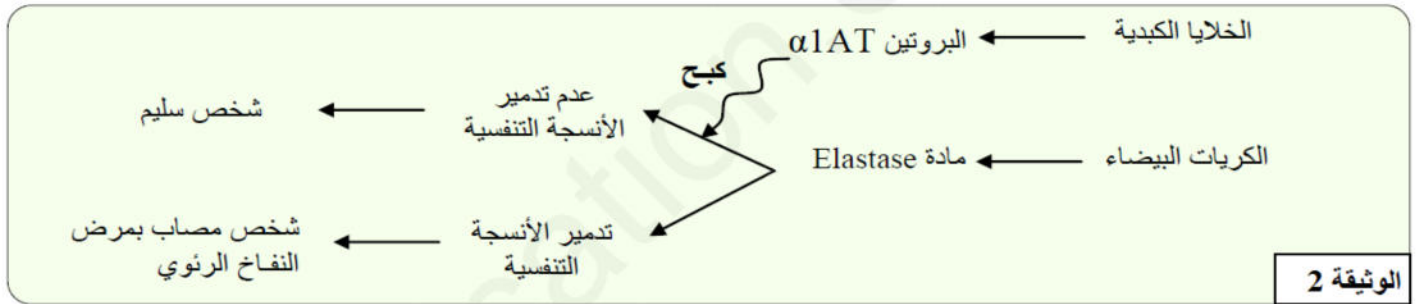 الخلايا الكبدية
البروتين α1AT
كبح
عدم تدمير
الأنسجة التنفسية
شخص سليم
الكريات البيضاء
مادة Elastase
تدمير الأنسجة
التنفسية
شخص مصاب بمرض
النفاخ الرئوي
الوثيقة 2